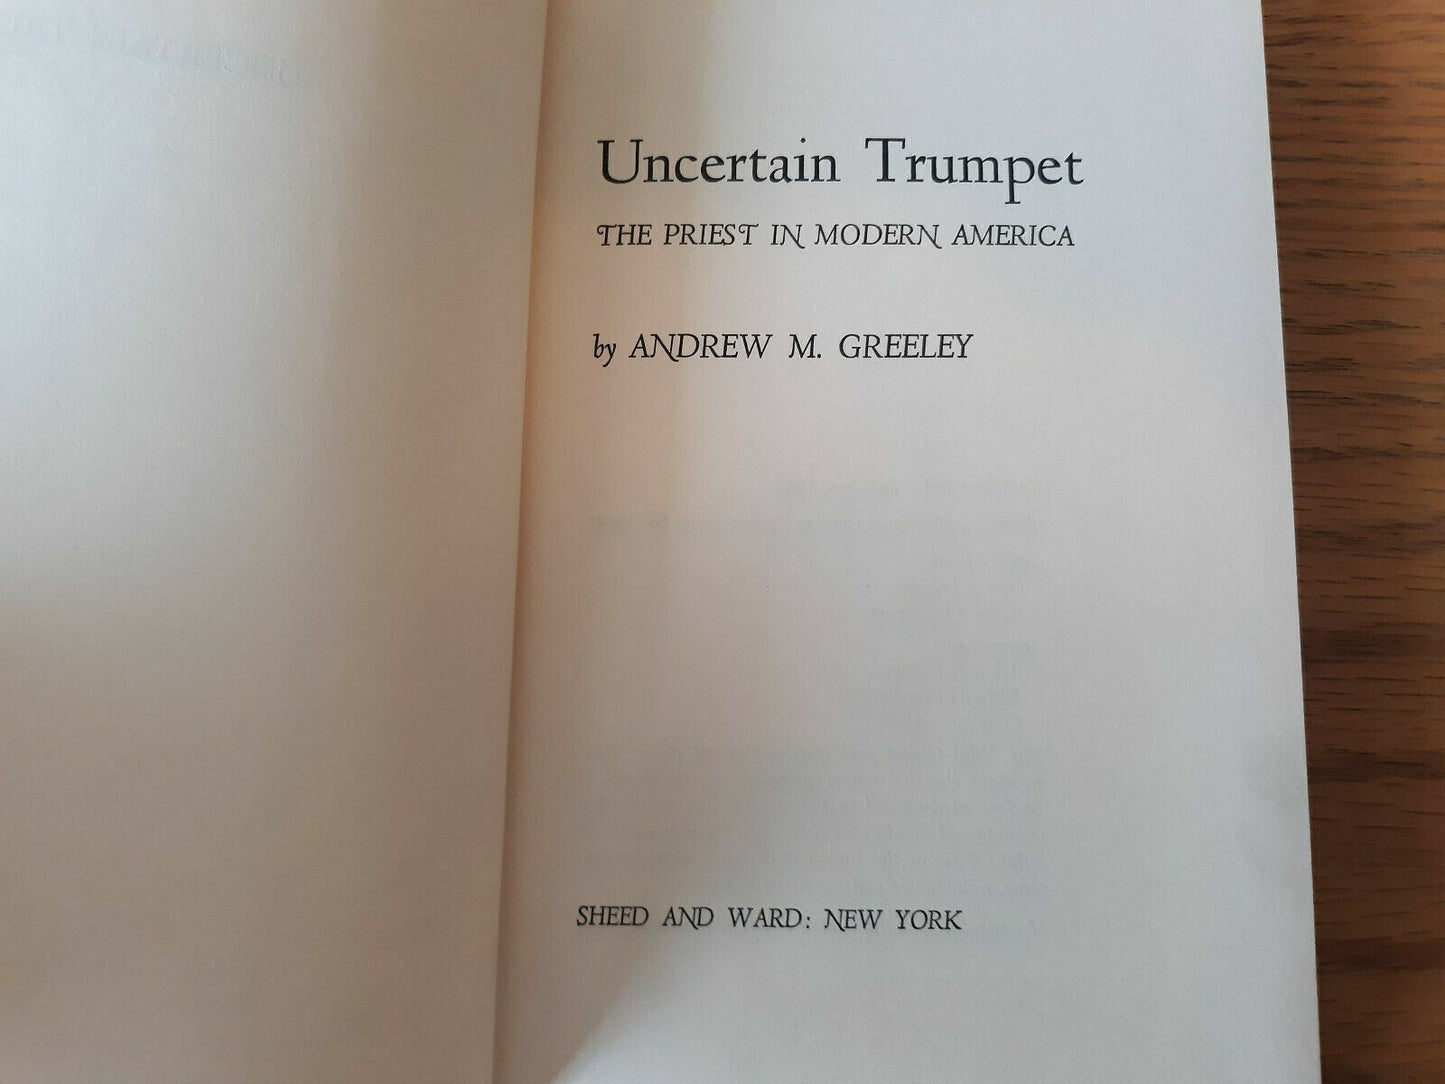 Uncertain Trumpet
THE PRIEST IN MODERN AMERICA
by ANDREW M. GREELEY
SHEED AND WARD: NEW YORK